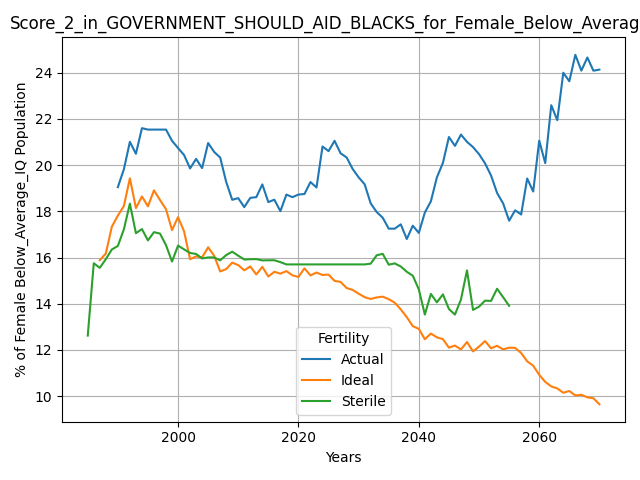 Score_2_in_GOVERNMENT_SHOULD_AID_BLACKS_for_Female_Below_Averag
% of Female Below_Average_IQ Population
24
22
20
18
16
14
12
10
Fertility
Actual
Ideal
Sterile
2000
2020
2040
2060
Years